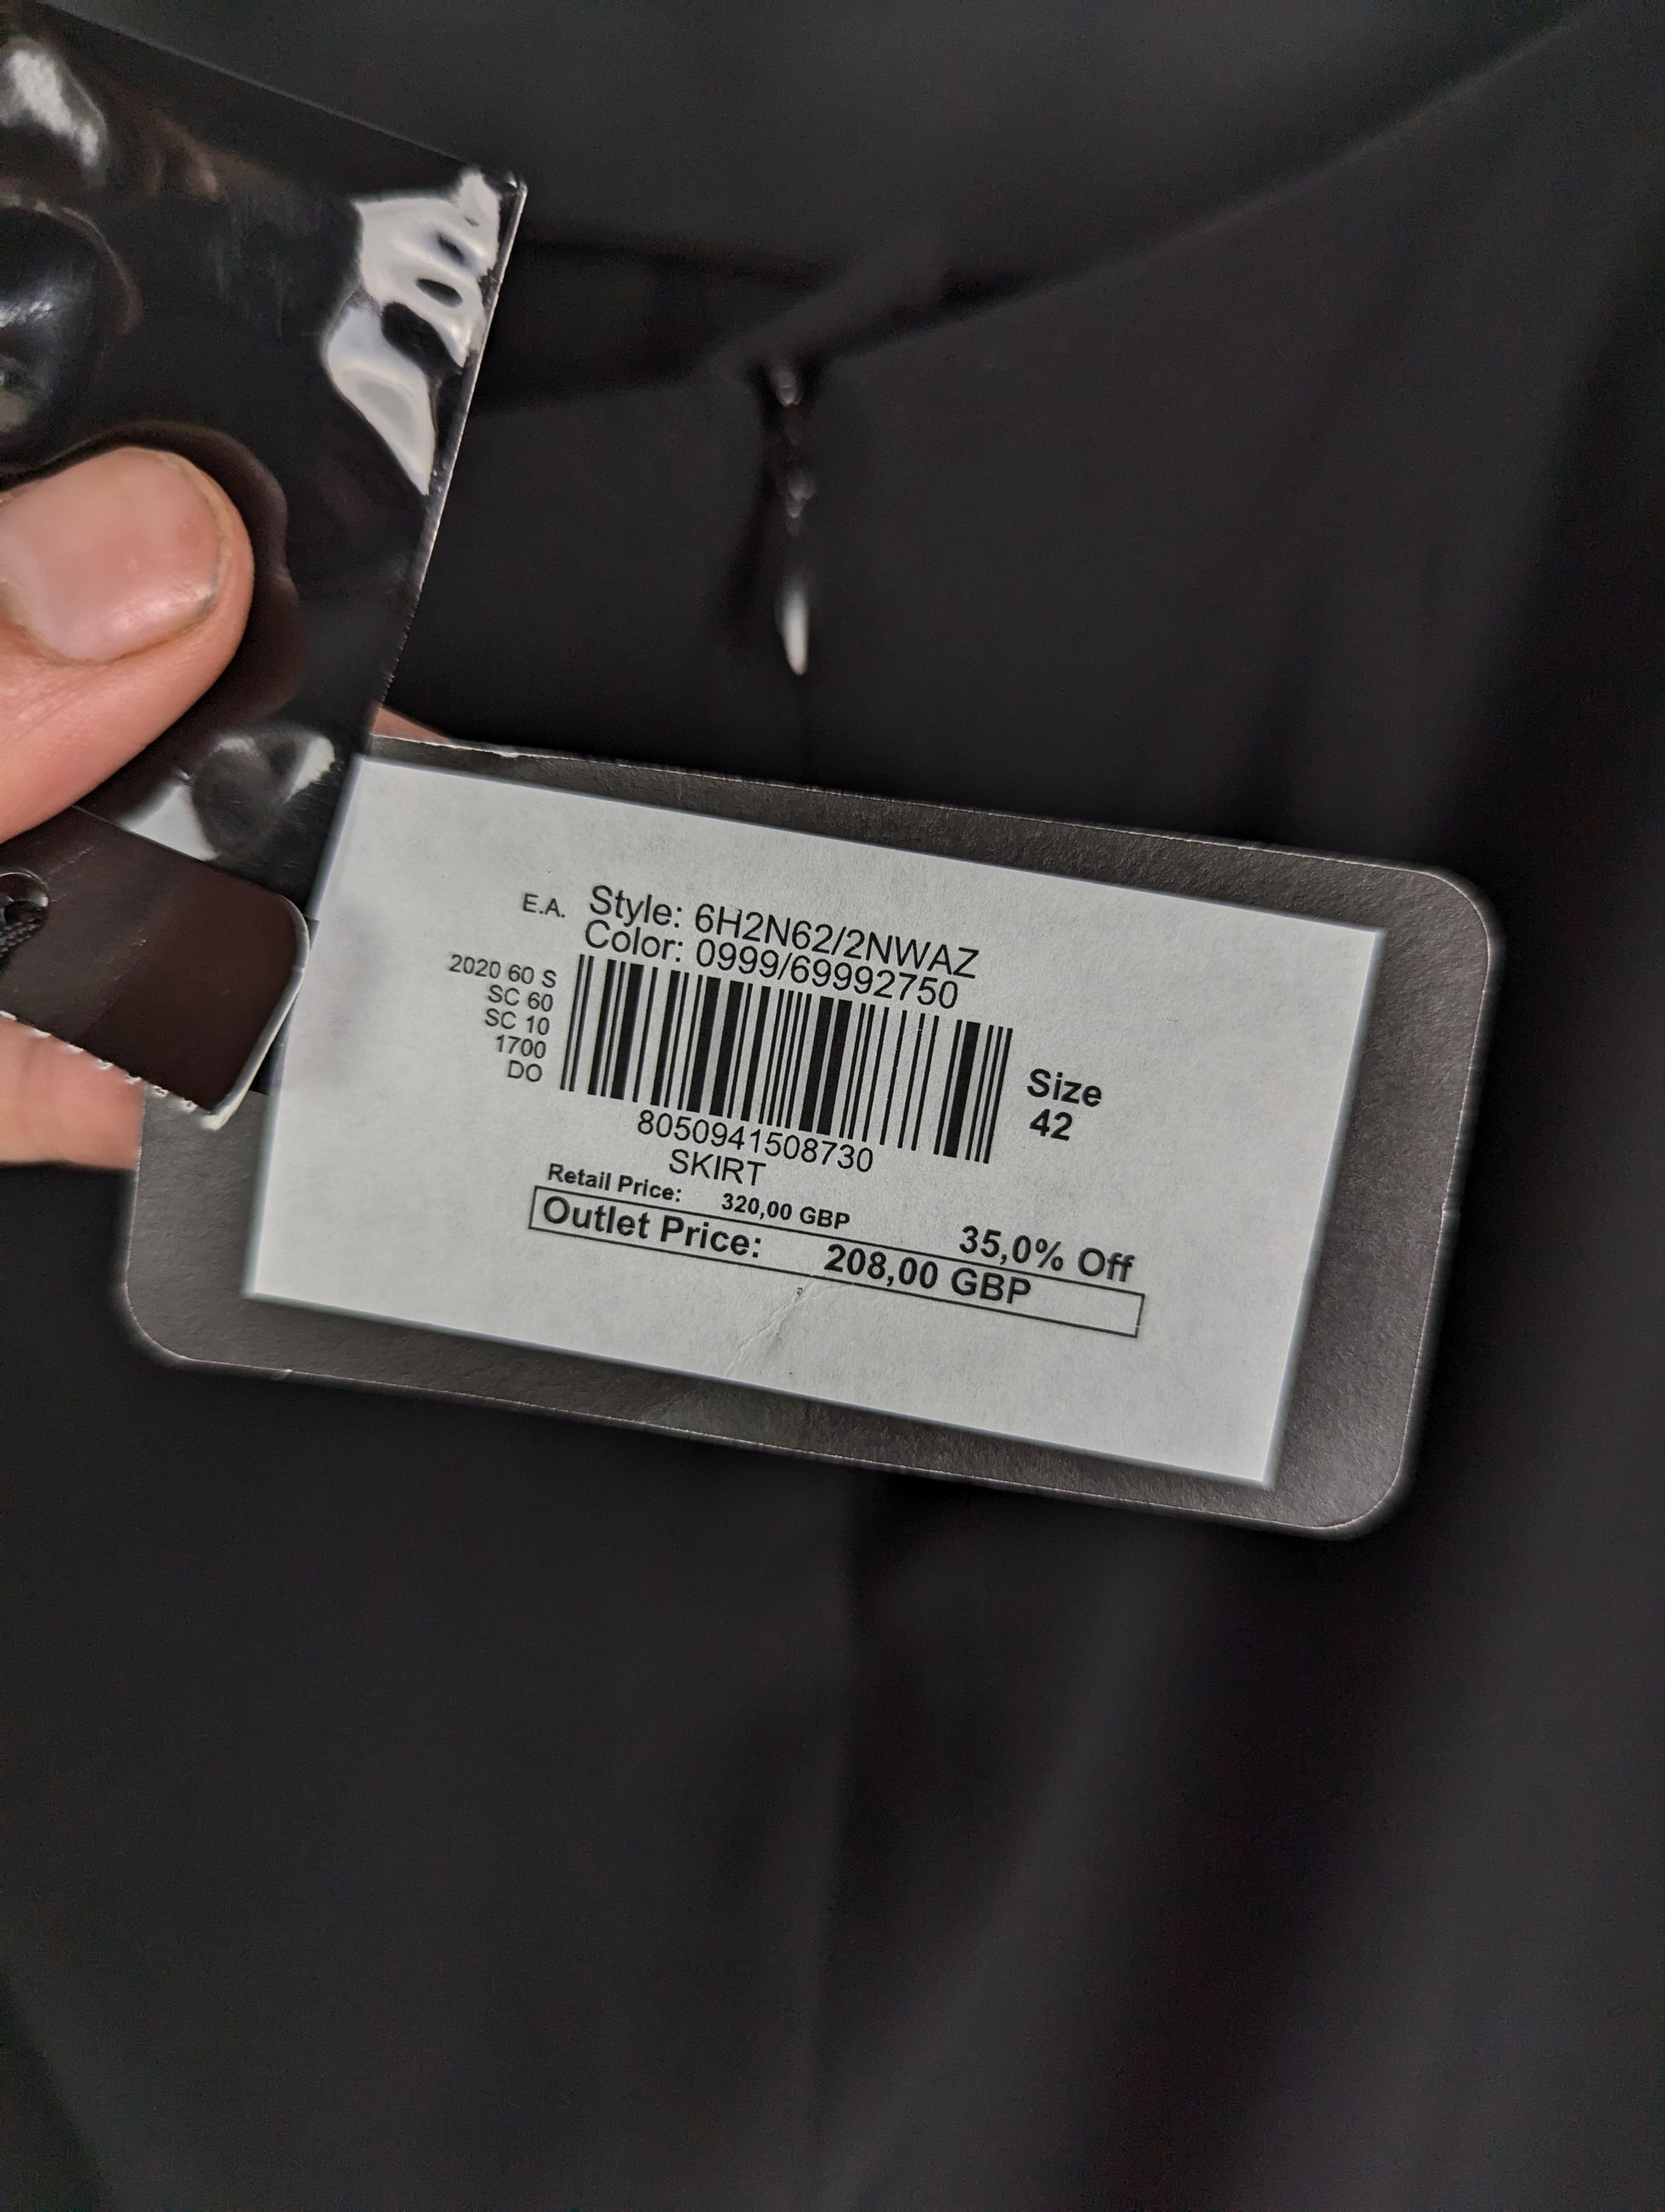 E.A. Style: 6H2N62/2NWAZ
Color: 0999/69992750
2020 60 S
SC 60
SC 10
1700
DO
Size
42
8050941508730
SKIRT
Retail Price: 320,00 GBP
35,0% Off
Outlet Price: 208,00 GBP